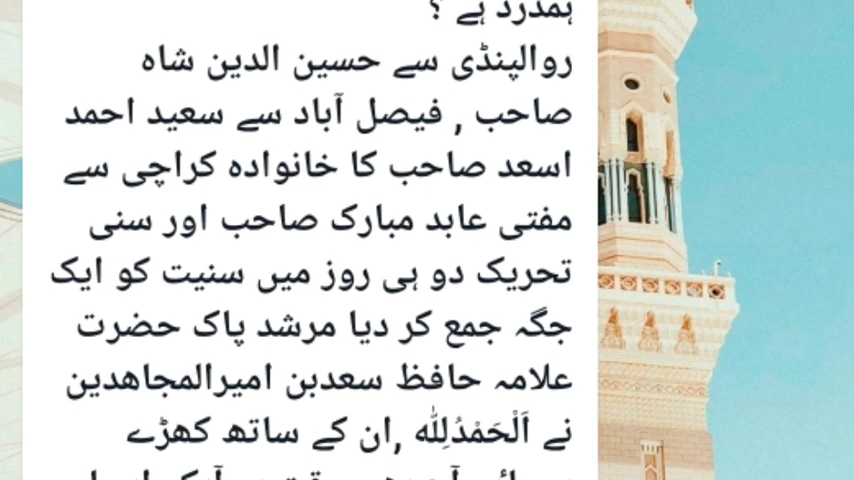 ہمدرد ہے ؟
روالپنڈی سے حسین الدین شاہ
صاحب , فیصل آباد سے سعید احمد
اسعد صاحب کا خانوادہ کراچی سے
مفتی عابد مبارک صاحب اور سنی
تحریک دو ہی روز میں سنیت کو ایک
جگہ جمع کر دیا مرشد پاک حضرت
علامہ حافظ سعدبن امیرالمجاھدین
نے اَلْحَمْدُلِلّٰه ,ان کے ساتھ کھڑے